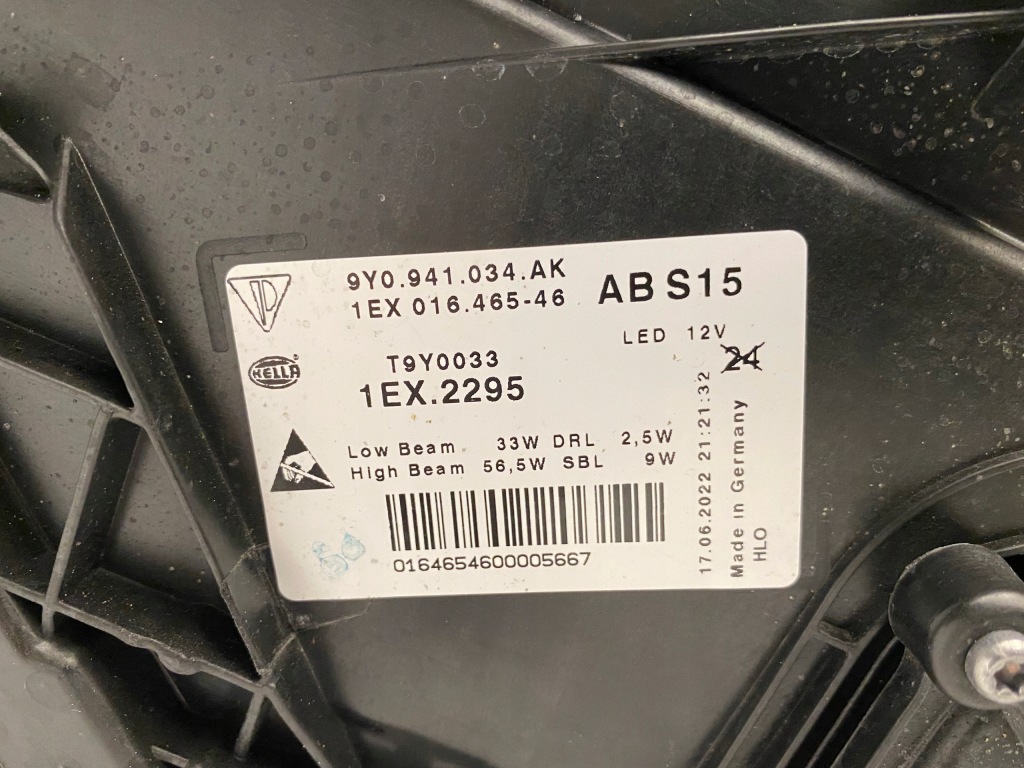 9Y0.941.034.AK
1EX 016.465-46
AB S15
LED 12V
24
HELLA
T9Y0033
1EX.2295
Low Beam 33W DRL 2,5W
High Beam 56,5W SBL 9W
0164654600005667
17.06.2022 21:21:32
Made in Germany
HLO